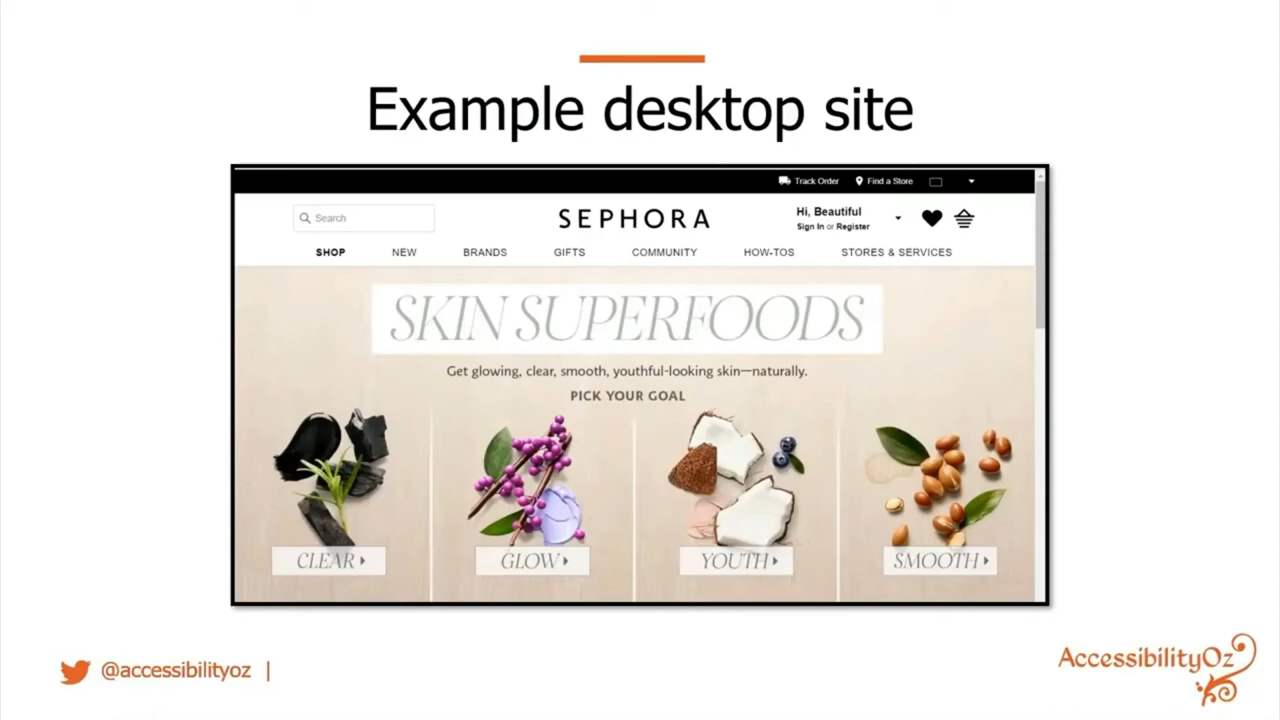 Example desktop site
Track Order Find a Store
Search
SEPHORA
Hi, Beautiful
Sign In or Register
SHOP NEW BRANDS GIFTS COMMUNITY HOW-TOS STORES & SERVICES
SKIN SUPERFOODS
Get glowing, clear, smooth, youthful-looking skin—naturally.
PICK YOUR GOAL
CLEAR GLOW YOUTH SMOOTH
@accessibilityoz |
AccessibilityOz